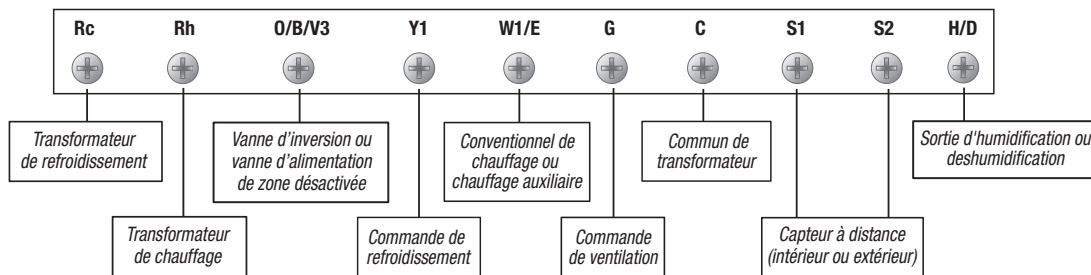 Rc Rh O/B/V3 Y1 W1/E G C S1 S2 H/D
Transformateur
de refroidissement
Vanne d'inversion ou
vanne d'alimentation
de zone désactivée
Conventionnel de
chauffage ou
chauffage auxiliaire
Commun de
transformateur
Sortie d'humidification ou
deshumidification
Transformateur
de chauffage
Commande de
refroidissement
Commande
de ventilation
Capteur à distance
(intérieur ou extérieur)